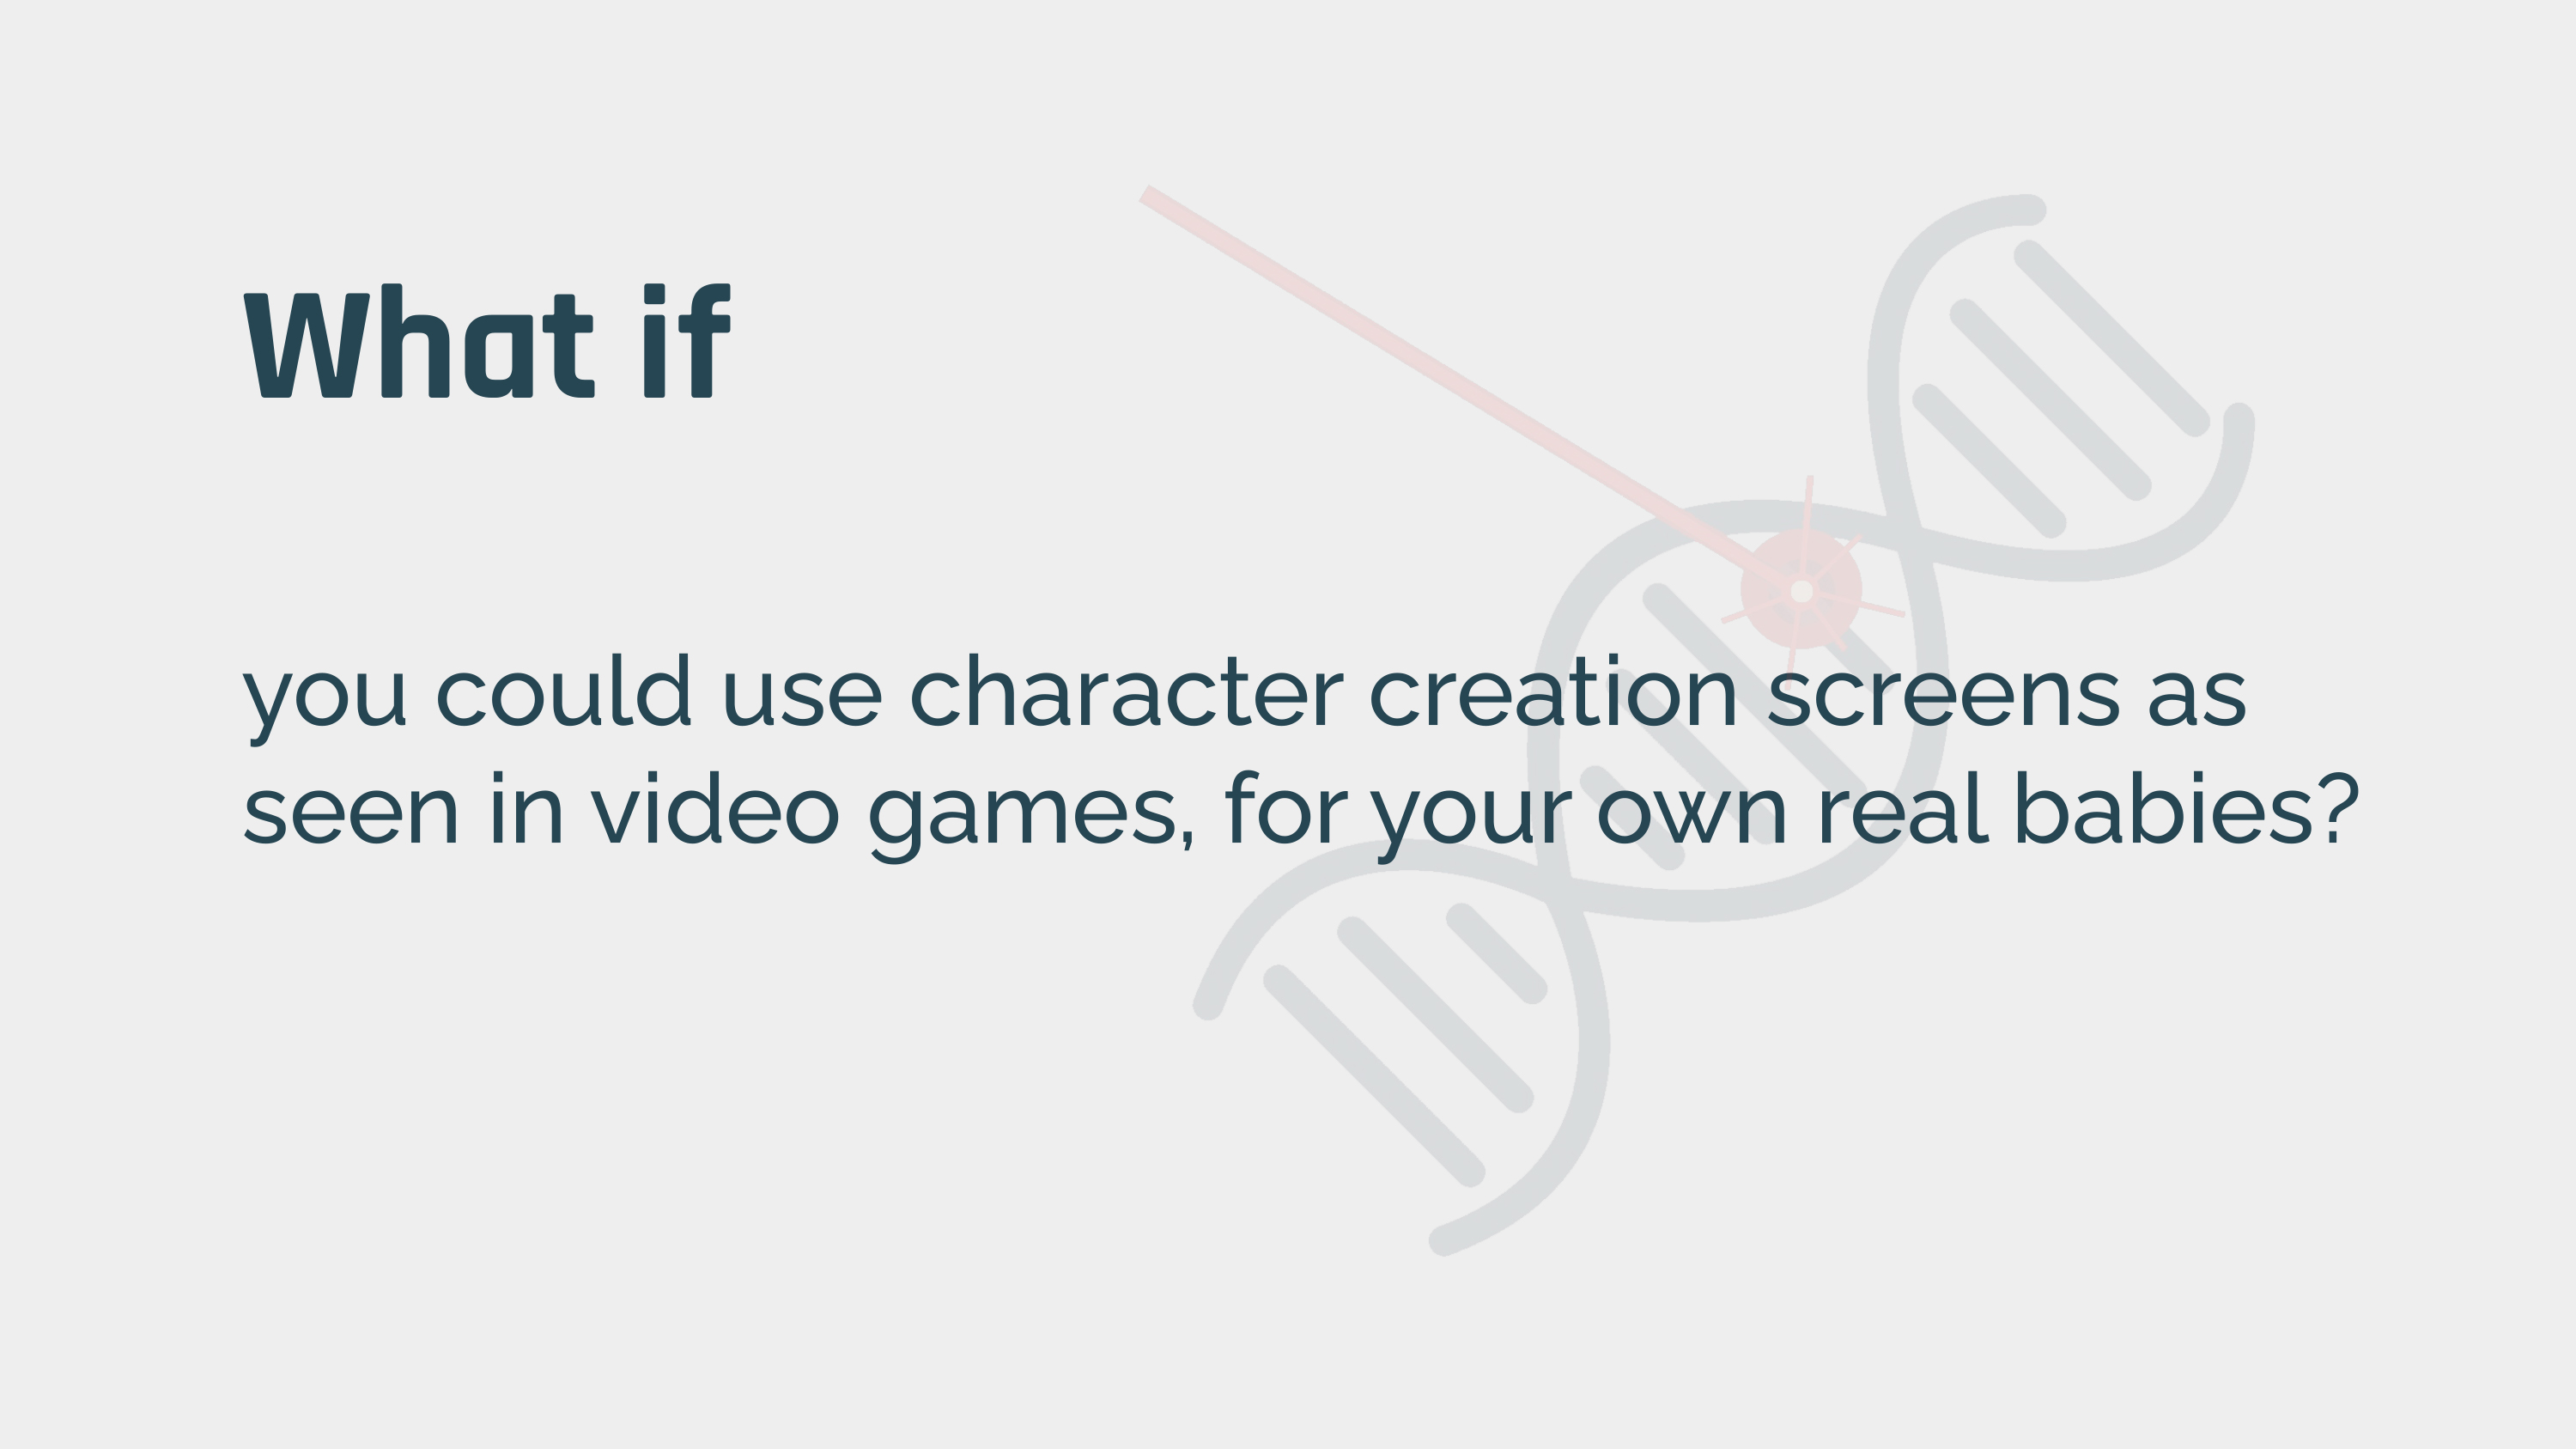 What if
you could use character creation screens as
seen in video games, for your own real babies?